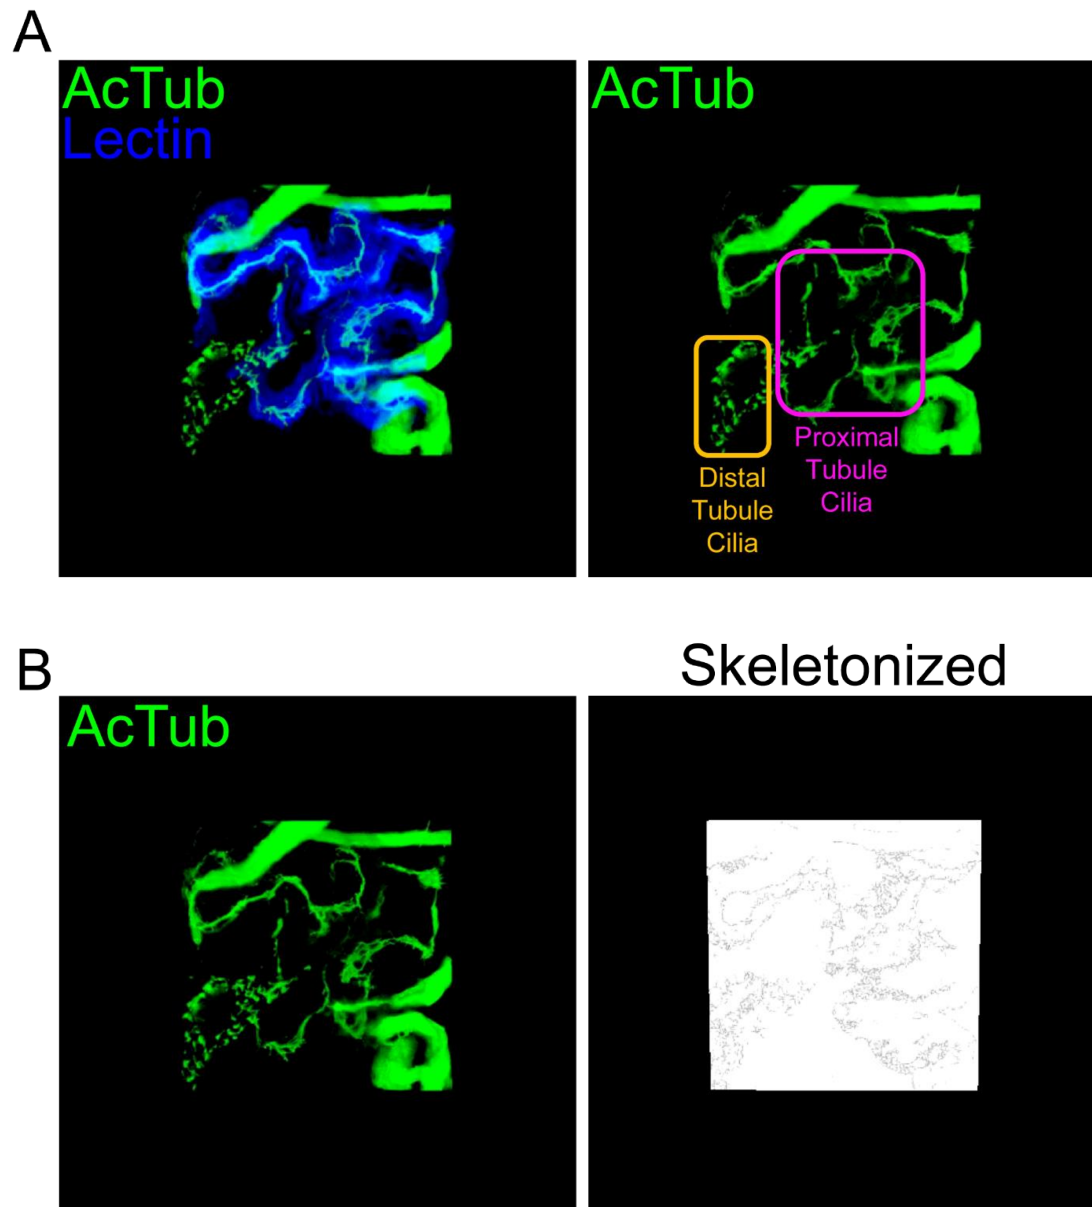 A
AcTub
Lectin
AcTub
Proximal
Tubule
Cilia
Distal
Tubule
Cilia
B
Skeletonized
AcTub